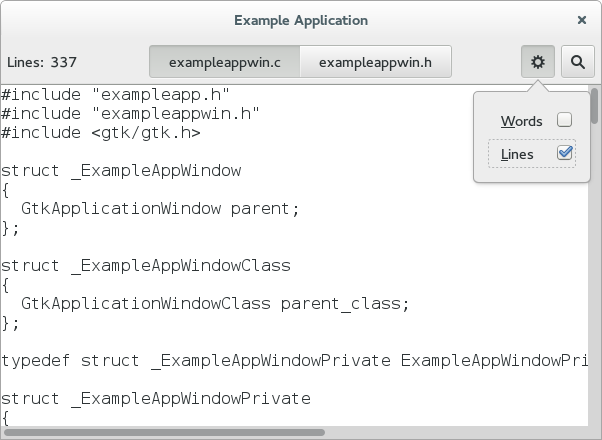 Example Application
Lines: 337 exampleappwin.c exampleappwin.h
#include "exampleapp.h"
#include "exampleappwin.h"
#include <gtk/gtk.h>
Words
Lines
struct _ExampleAppWindow
{
  GtkApplicationWindow parent;
};
struct _ExampleAppWindowClass
{
  GtkApplicationWindowClass parent_class;
};
typedef struct _ExampleAppWindowPrivate ExampleAppWindowPri
struct _ExampleAppWindowPrivate
{